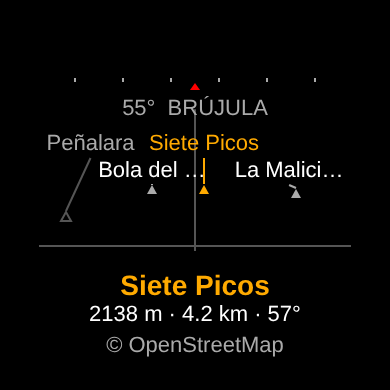 55° BRÚJULA
Peñalara Siete Picos
Bola del … La Malici…
Siete Picos
2138 m · 4.2 km · 57°
© OpenStreetMap